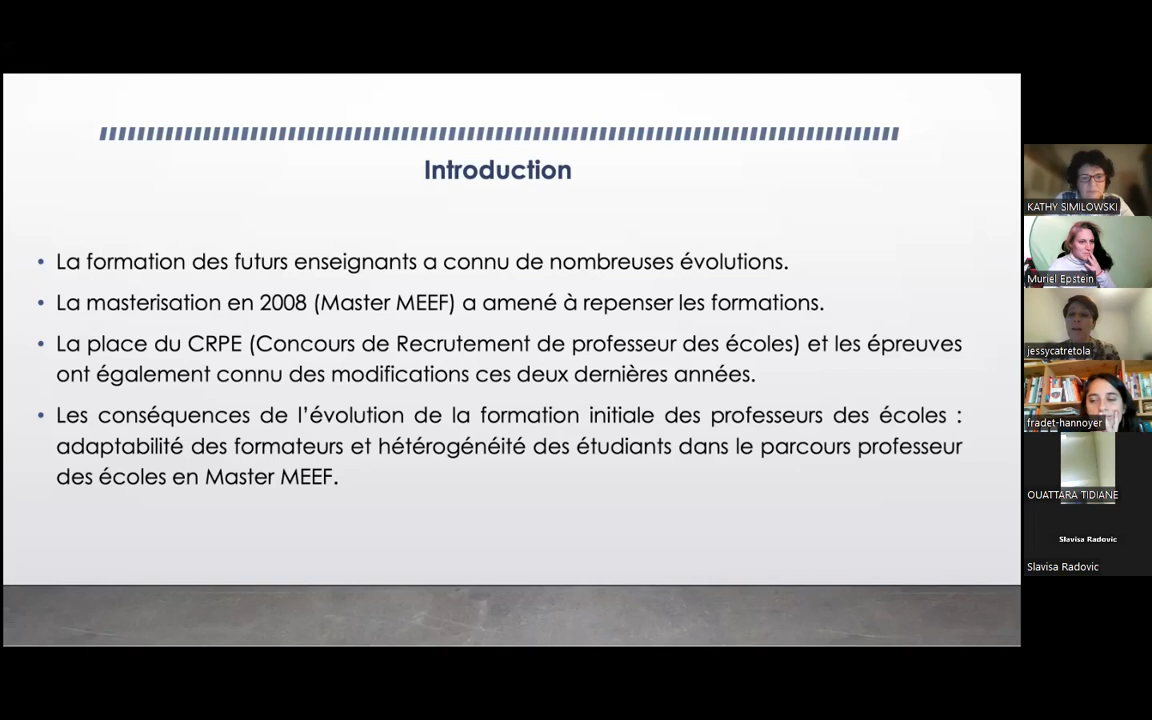 Introduction
• La formation des futurs enseignants a connu de nombreuses évolutions.
• La masterisation en 2008 (Master MEEF) a amené à repenser les formations.
• La place du CRPE (Concours de Recrutement de professeur des écoles) et les épreuves
ont également connu des modifications ces deux dernières années.
• Les conséquences de l’évolution de la formation initiale des professeurs des écoles :
adaptabilité des formateurs et hétérogénéité des étudiants dans le parcours professeur
des écoles en Master MEEF.
KATHY SIMILOWSKI
Muriel Epstein
jessycatretola
fradet-hannoyer
OUATTARA TIDIANE
Slavisa Radovic
Slavisa Radovic